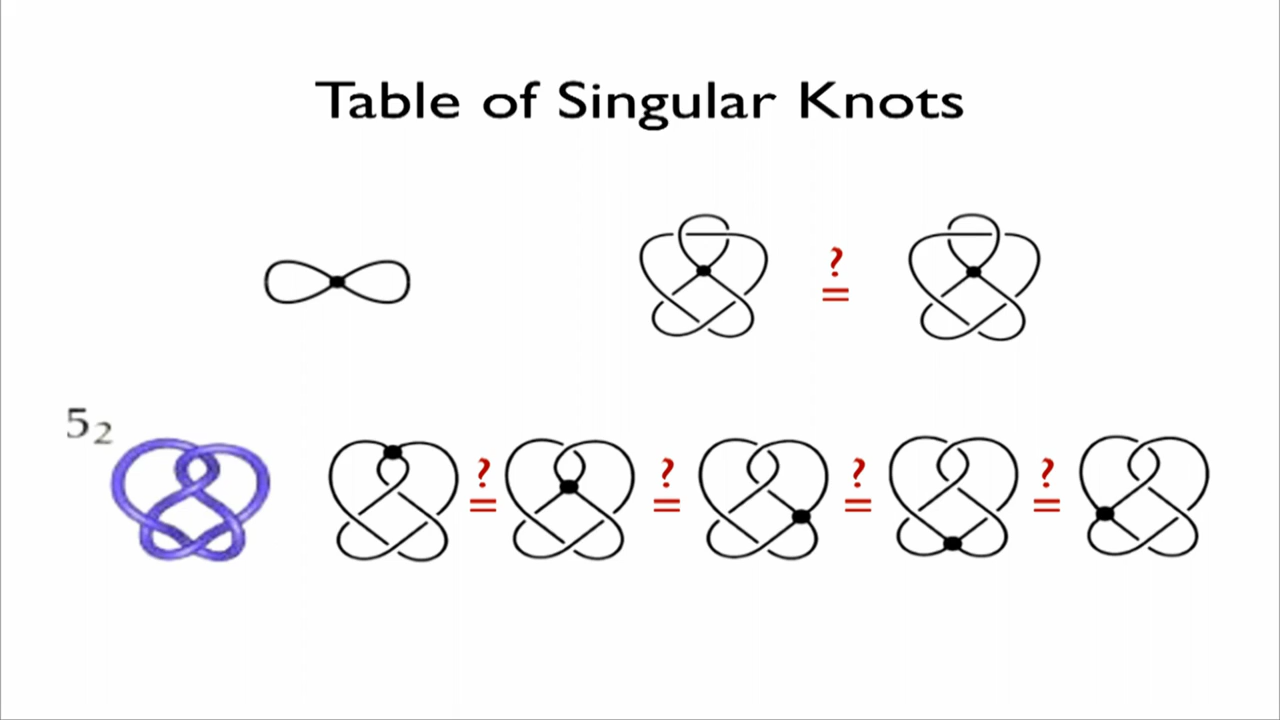 Table of Singular Knots
?
=
5₂
? ? ? ?
= = = =